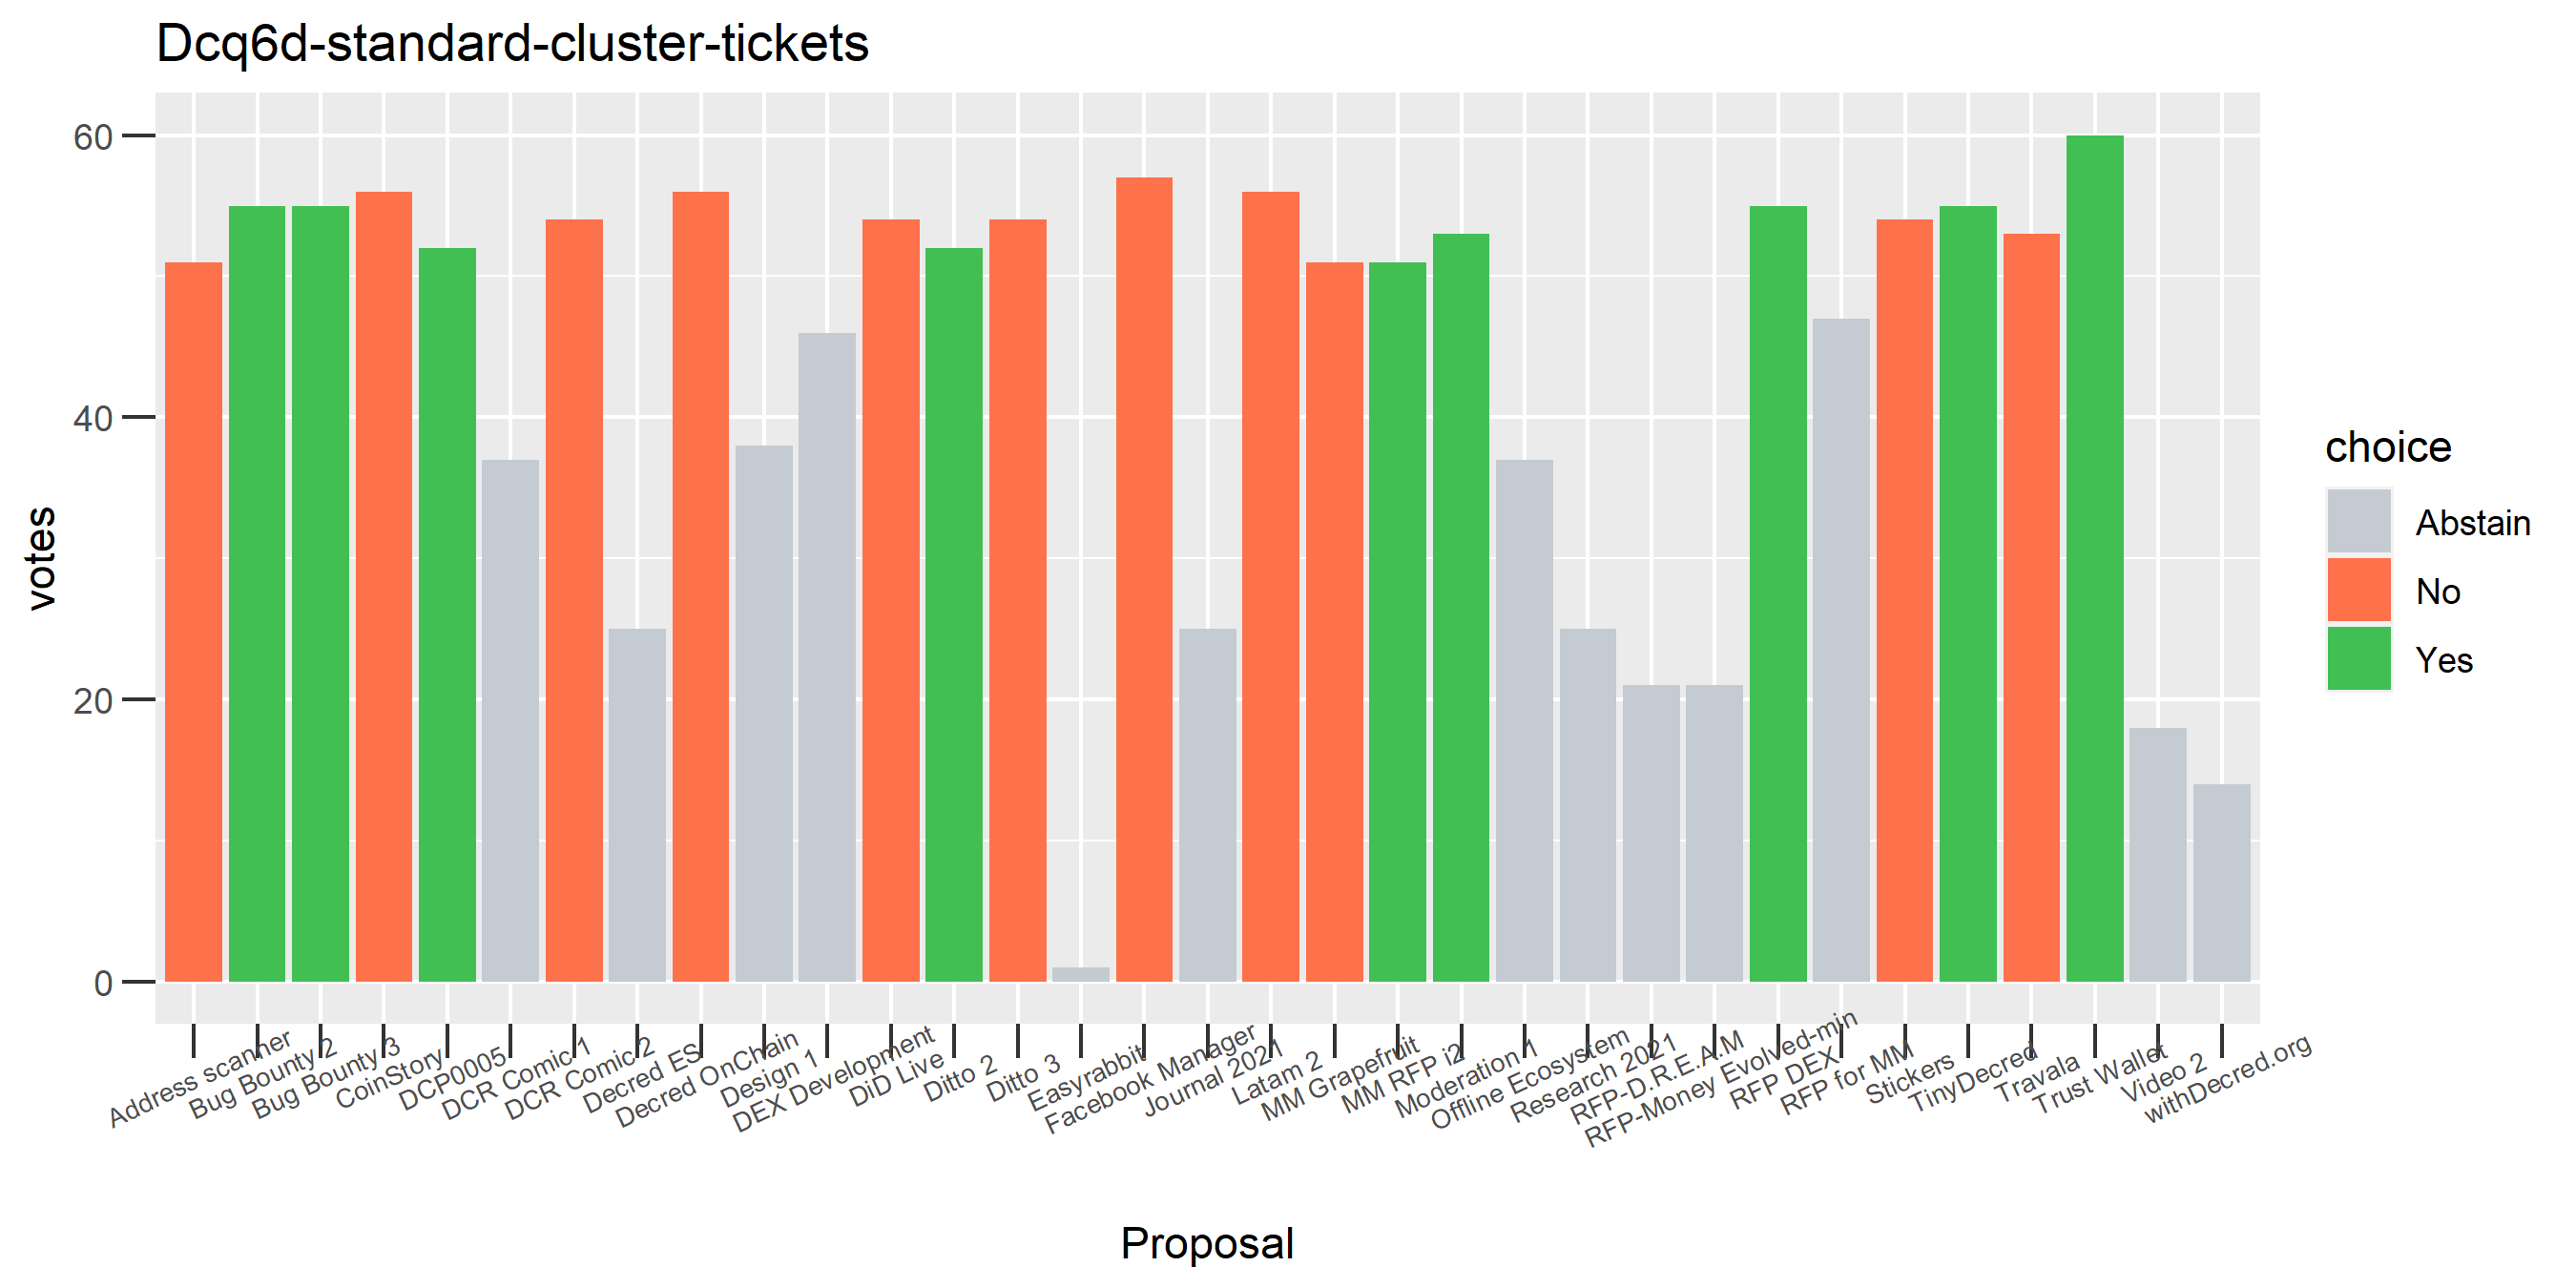 Dcq6d-standard-cluster-tickets
60
40
20
0
votes
Address scanner
Bug Bounty 2
Bug Bounty 3
CoinStory
DCP0005
DCR Comic 1
DCR Comic 2
Decred ES
Decred OnChain
Design 1
DEX Development
DiD Live
Ditto 2
Ditto 3
Easyrabbit
Facebook Manager
Journal 2021
Latam 2
MM Grapefruit
MM RFP i2
Moderation 1
Offline Ecosystem
Research 2021
RFP-D.R.E.A.M
RFP-Money Evolved-min
RFP DEX
RFP for MM
Stickers
TinyDecred
Travala
Trust Wallet
Video 2
withDecred.org
Proposal
choice
Abstain
No
Yes